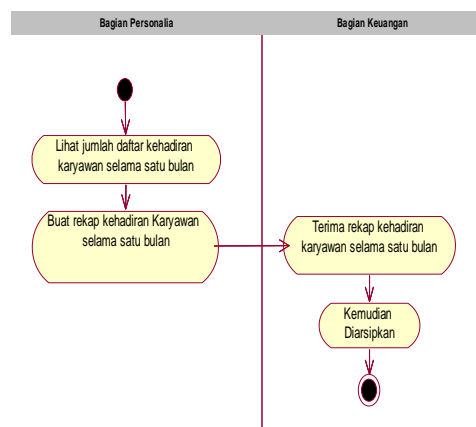 Bagian Personalia
Bagian Keuangan
Lihat jumlah daftar kehadiran
karyawan selama satu bulan
Buat rekap kehadiran Karyawan
selama satu bulan
Terima rekap kehadiran
karyawan selama satu bulan
Kemudian
Diarsipkan